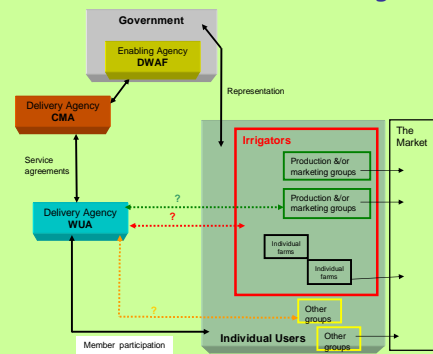 Government
Enabling Agency
DWAF
Delivery Agency
CMA
Representation
The
Market
Irrigators
Production &/or
marketing groups
Service
agreements
Production &/or
marketing groups
?
Delivery Agency
WUA
?
Individual
farms
Individual
farms
?
Other
groups
Individual Users
Other
groups
Member participation